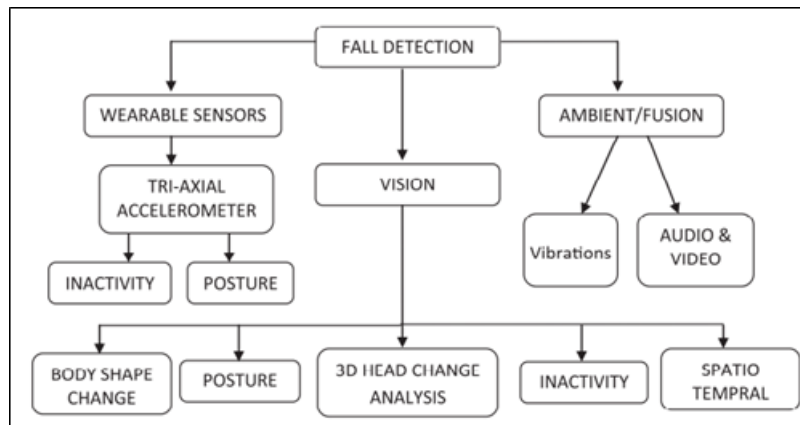 FALL DETECTION
WEARABLE SENSORS
AMBIENT/FUSION
TRI-AXIAL
ACCELEROMETER
VISION
Vibrations
AUDIO &
VIDEO
INACTIVITY
POSTURE
BODY SHAPE
CHANGE
POSTURE
3D HEAD CHANGE
ANALYSIS
INACTIVITY
SPATIO
TEMPRAL